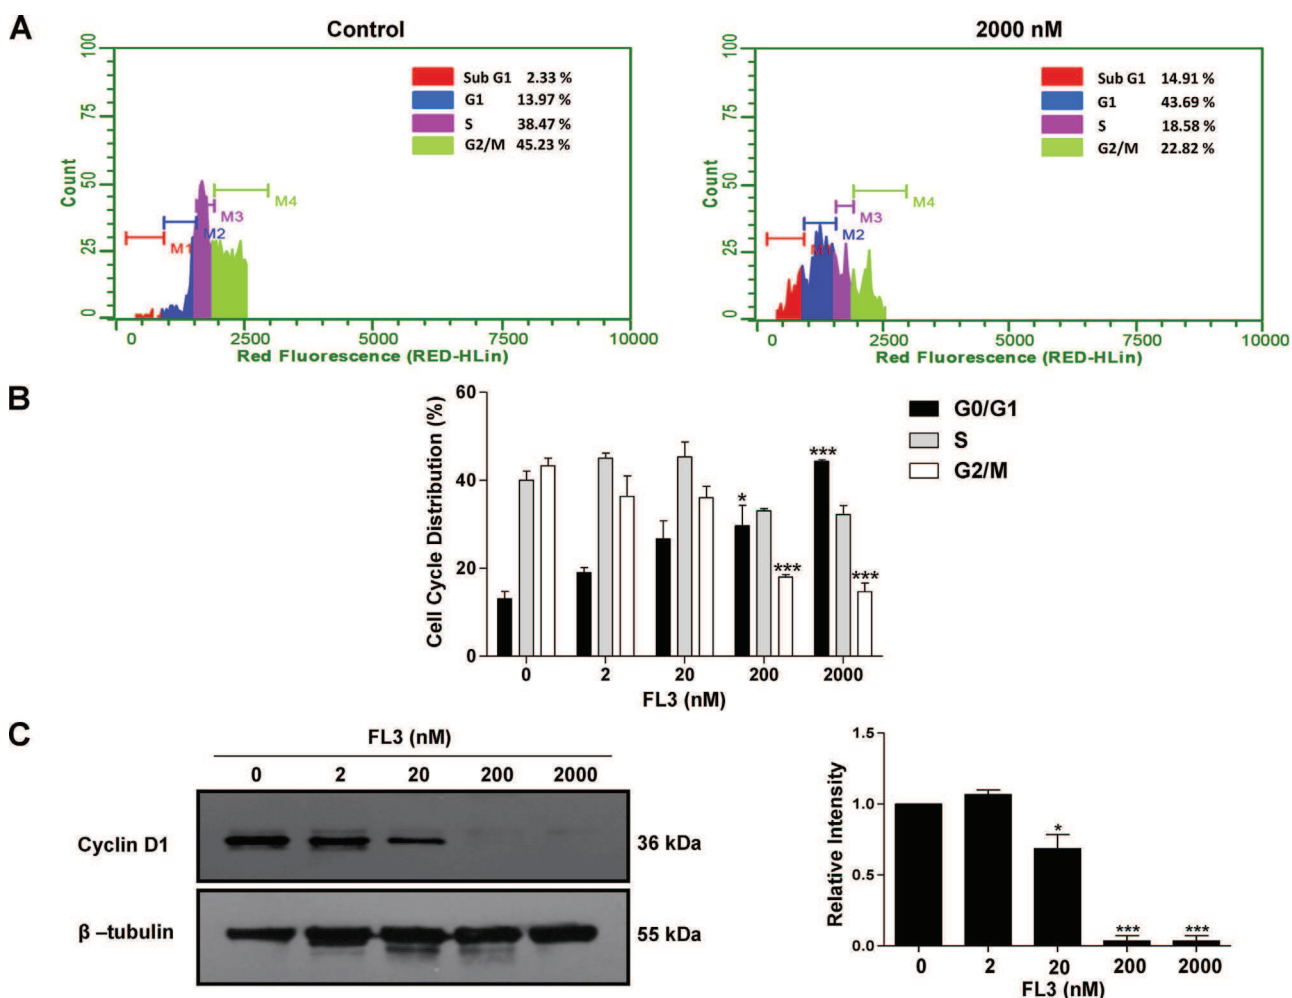 A
Control
100
75
50
25
0
Count
Sub G1 2.33 %
G1 13.97 %
S 38.47 %
G2/M 45.23 %
M1
M2
M3
M4
0 2500 5000 7500 10000
Red Fluorescence (RED-HLin)
2000 nM
100
75
50
25
0
Count
Sub G1 14.91 %
G1 43.69 %
S 18.58 %
G2/M 22.82 %
M1
M2
M3
M4
0 2500 5000 7500 10000
Red Fluorescence (RED-HLin)
B
60
40
20
0
Cell Cycle Distribution (%)
*
***
***
***
G0/G1
S
G2/M
0 2 20 200 2000
FL3 (nM)
C
FL3 (nM)
0 2 20 200 2000
Cyclin D1
36 kDa
β –tubulin
55 kDa
1.5
1.0
0.5
0.0
Relative Intensity
*
***
***
0 2 20 200 2000
FL3 (nM)